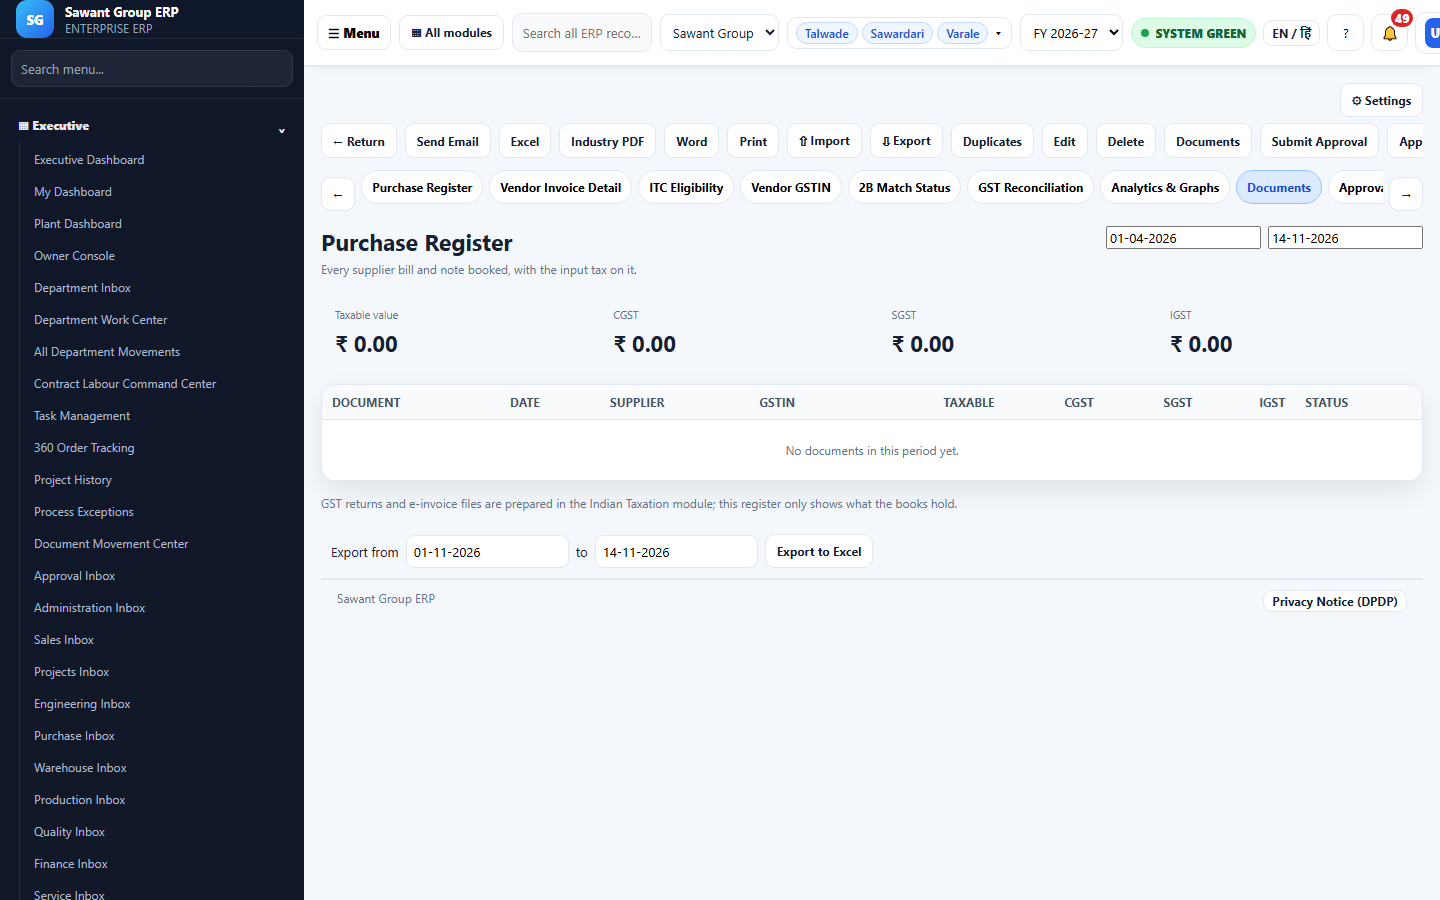 SG
Sawant Group ERP
ENTERPRISE ERP
Search menu...
Executive
Executive Dashboard
My Dashboard
Plant Dashboard
Owner Console
Department Inbox
Department Work Center
All Department Movements
Contract Labour Command Center
Task Management
360 Order Tracking
Project History
Process Exceptions
Document Movement Center
Approval Inbox
Administration Inbox
Sales Inbox
Projects Inbox
Engineering Inbox
Purchase Inbox
Warehouse Inbox
Production Inbox
Quality Inbox
Finance Inbox
Service Inbox
☰ Menu
All modules
Search all ERP reco...
Sawant Group
Talwade Sawardari Varale
FY 2026-27
SYSTEM GREEN
EN / हिं
?
49
U
⚙ Settings
← Return
Send Email
Excel
Industry PDF
Word
Print
⇧ Import
⇩ Export
Duplicates
Edit
Delete
Documents
Submit Approval
App
←
Purchase Register
Vendor Invoice Detail
ITC Eligibility
Vendor GSTIN
2B Match Status
GST Reconciliation
Analytics & Graphs
Documents
Approva
→
Purchase Register
01-04-2026
14-11-2026
Every supplier bill and note booked, with the input tax on it.
Taxable value
₹ 0.00
CGST
₹ 0.00
SGST
₹ 0.00
IGST
₹ 0.00
DOCUMENT DATE SUPPLIER GSTIN TAXABLE CGST SGST IGST STATUS
No documents in this period yet.
GST returns and e-invoice files are prepared in the Indian Taxation module; this register only shows what the books hold.
Export from 01-11-2026 to 14-11-2026 Export to Excel
Sawant Group ERP
Privacy Notice (DPDP)